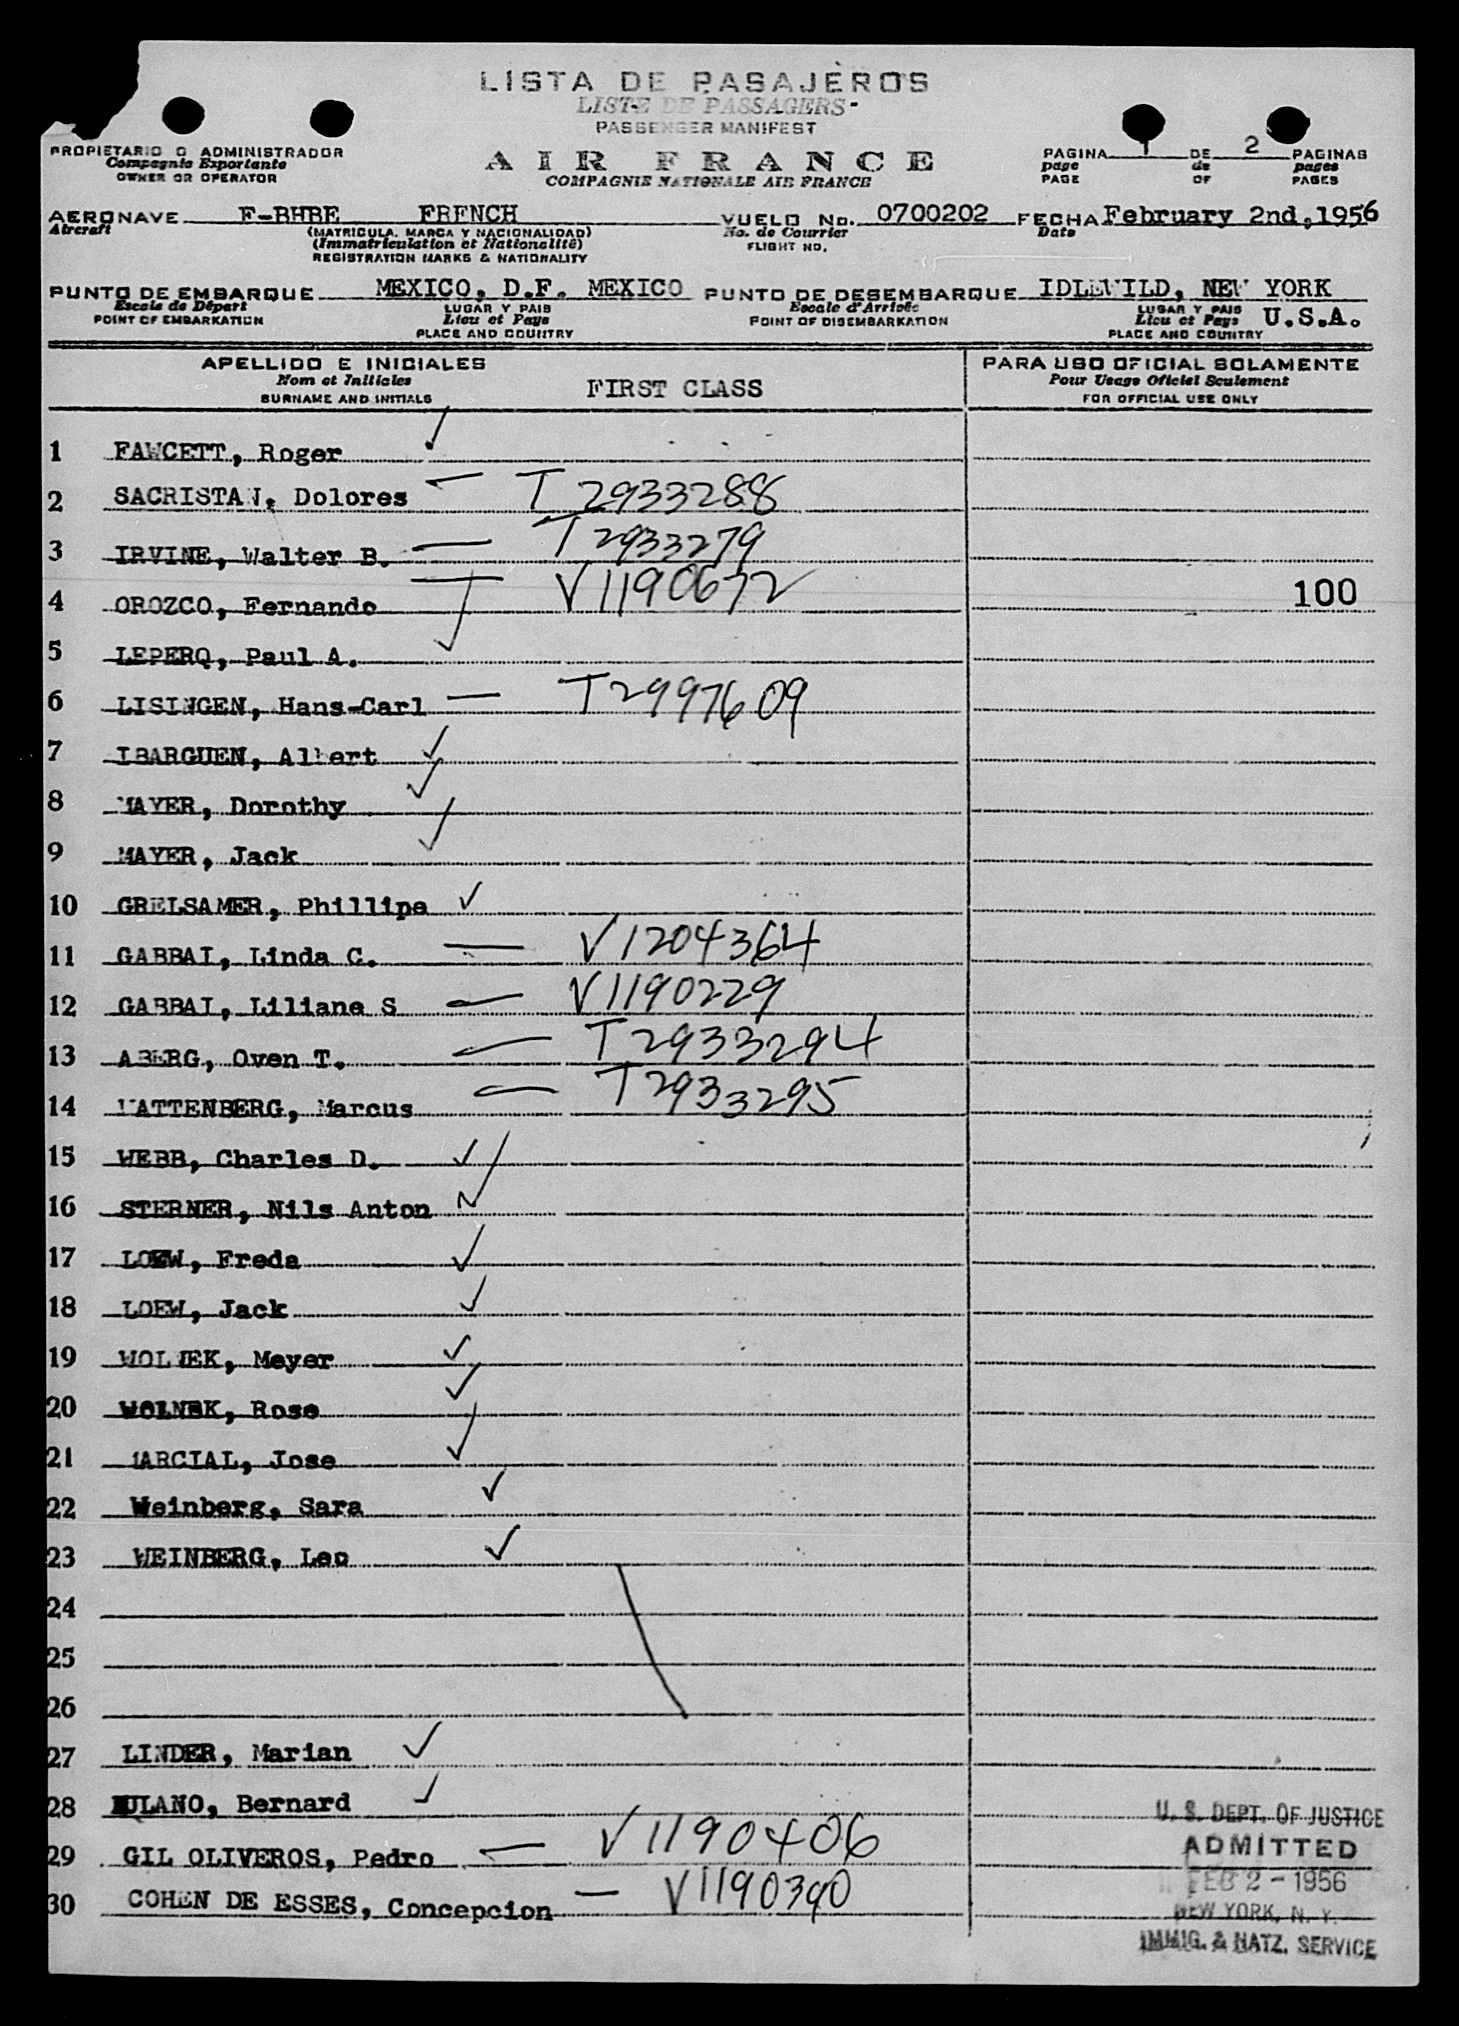 LISTA DE PASAJEROS
LISTE DE PASSAGERS
PASSENGER MANIFEST
PROPIETARIO O ADMINISTRADOR
Compagnie Exportante
OWNER OR OPERATOR
AIR FRANCE
COMPAGNIE NATIONALE AIR FRANCE
PAGINA 1 DE 2 PAGINAS
page de pages
PAGE OF PAGES
AERONAVE F-BHBE FRENCH VUELO No. 0700202 FECHA February 2nd, 1956
Aircraft (MATRICULA, MARCA Y NACIONALIDAD) No. de Courrier Date
(Immatriculation et Nationalité) FLIGHT NO.
REGISTRATION MARKS & NATIONALITY
PUNTO DE EMBARQUE MEXICO, D.F. MEXICO PUNTO DE DESEMBARQUE IDLEWILD, NEW YORK
Escale de Départ LUGAR Y PAIS Escale d'Arrivée LUGAR Y PAIS U.S.A.
POINT OF EMBARKATION Lieu et Pays POINT OF DISEMBARKATION Lieu et Pays
PLACE AND COUNTRY PLACE AND COUNTRY
APELLIDO E INICIALES PARA USO OFICIAL SOLAMENTE
Nom et Initiales FIRST CLASS Pour Usage Oficiel Seulement
SURNAME AND INITIALS FOR OFFICIAL USE ONLY
1 FAWCETT, Roger
2 SACRISTAN, Dolores T 2933288
3 IRVINE, Walter B. T 2933279
4 OROZCO, Fernando V1190672 100
5 LEPERQ, Paul A.
6 LISINGEN, Hans-Carl T2997609
7 IBARGUEN, Albert
8 MAYER, Dorothy
9 MAYER, Jack
10 GRELSAMER, Phillipe
11 GABBAI, Linda C. V1204364
12 GABBAI, Liliane S V1190229
13 ABERG, Oven T. T2933294
14 WATTENBERG, Marcus T2933295
15 WEBB, Charles D.
16 STERNER, Nils Anton
17 LOEW, Freda
18 LOEW, Jack
19 WOLNEK, Meyer
20 WOLNEK, Rose
21 MARCIAL, Jose
22 Weinberg, Sara
23 WEINBERG, Leo
24
25
26
27 LINDER, Marian
28 Bernard
29 GIL OLIVEROS, Pedro V1190406
30 COHEN DE ESSES, Concepcion V1190390
U. S. DEPT. OF JUSTICE
ADMITTED
FEB 2 - 1956
NEW YORK, N. Y.
IMMIG. & NATZ. SERVICE